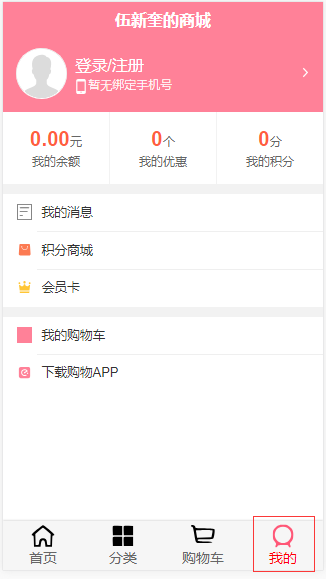 伍新奎的商城
登录/注册
暂无绑定手机号
0.00元 0个 0分
我的余额 我的优惠 我的积分
我的消息
积分商城
会员卡
我的购物车
下载购物APP
首页 分类 购物车 我的